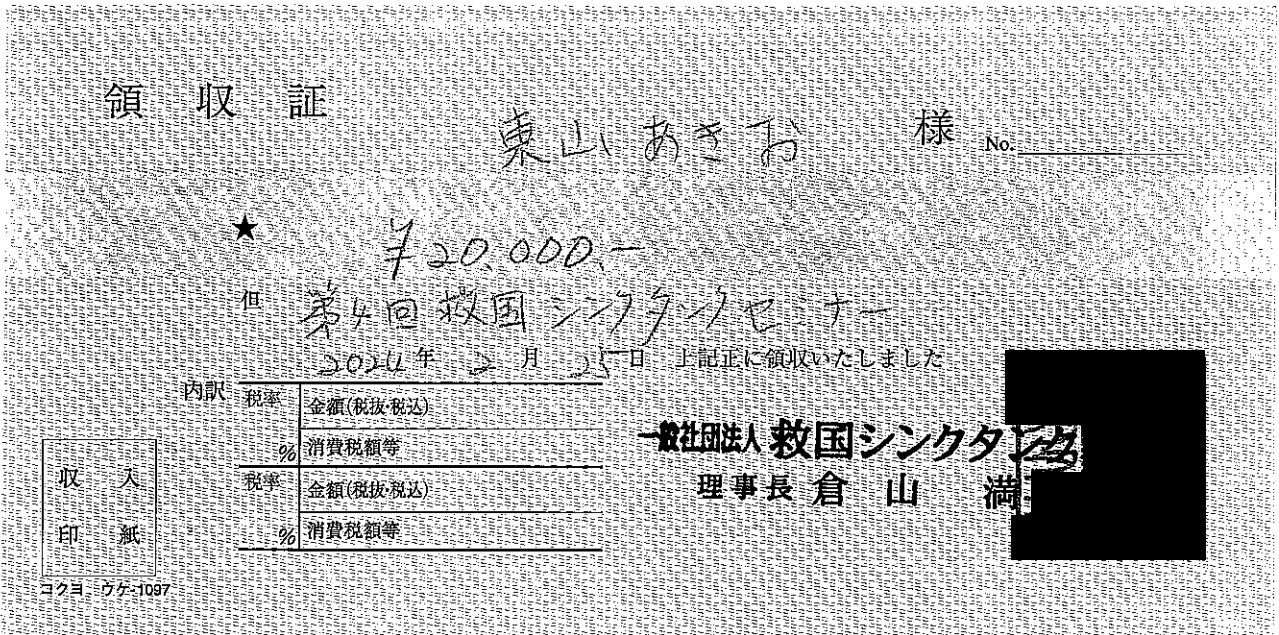 領収証
東山あきお 様 No.
★ ¥20,000.-
但 第4回救国シンクタンクセミナー
2024年2月25日 上記正に領収いたしました
内訳 税率 % 金額(税抜・税込)
消費税額等
税率 % 金額(税抜・税込)
消費税額等
収入
印紙
コクヨ ウケ-1097
一般社団法人 救国シンクタンク
理事長 倉山 満